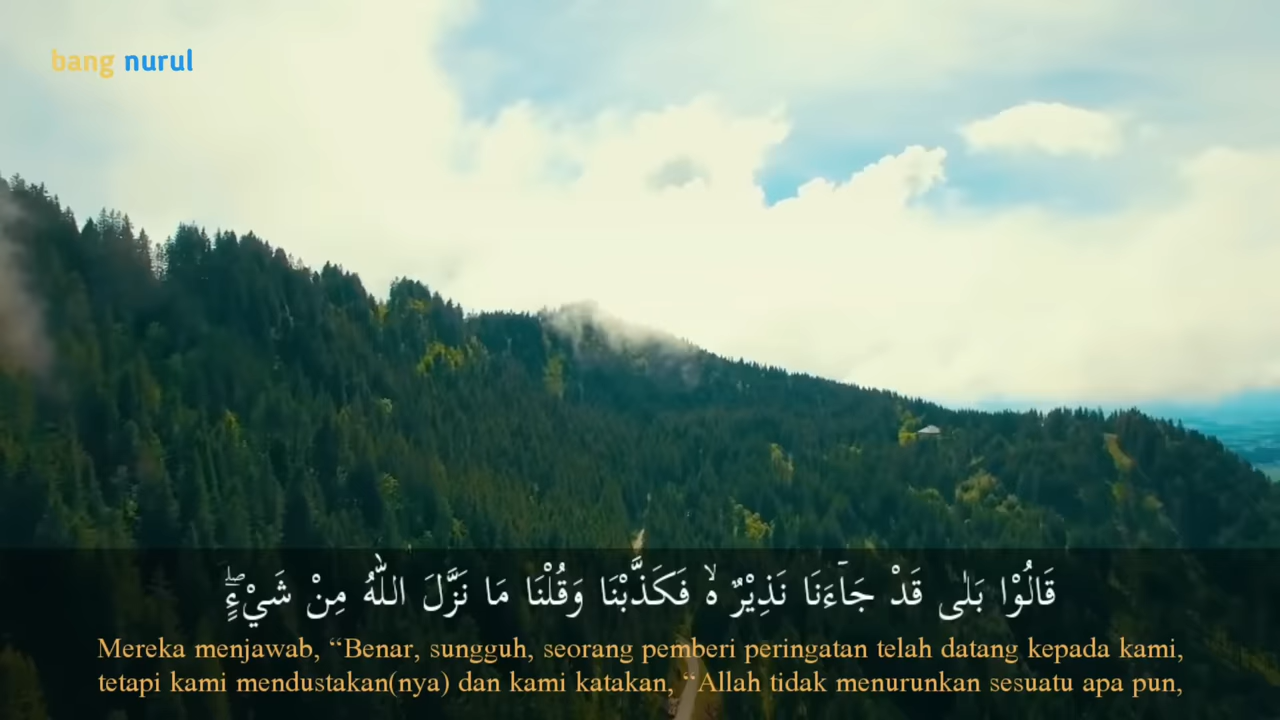 bang nurul
قَالُوْا بَلٰى قَدْ جَاۤءَنَا نَذِيْرٌ ەۙ فَكَذَّبْنَا وَقُلْنَا مَا نَزَّلَ اللّٰهُ مِنْ شَيْءٍۖ
Mereka menjawab, “Benar, sungguh, seorang pemberi peringatan telah datang kepada kami,
tetapi kami mendustakan(nya) dan kami katakan, “Allah tidak menurunkan sesuatu apa pun,